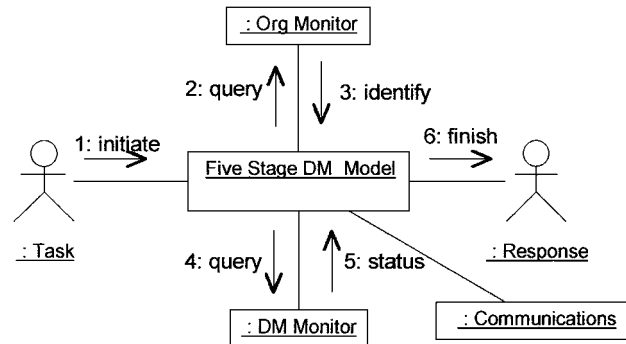 : Org Monitor
2: query
3: identify
1: initiate
6: finish
Five Stage DM Model
: Task
: Response
4: query
5: status
: DM Monitor
: Communications